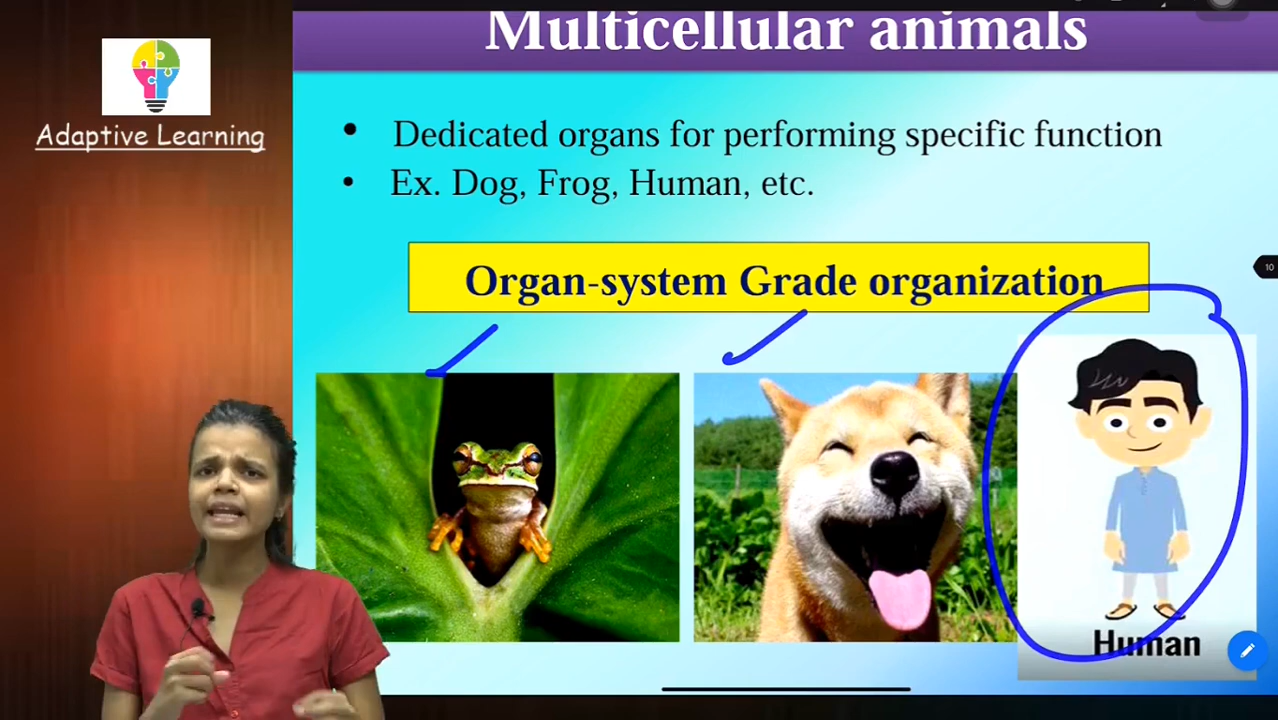 Multicellular animals
Adaptive Learning
• Dedicated organs for performing specific function
• Ex. Dog, Frog, Human, etc.
Organ-system Grade organization
10
Human